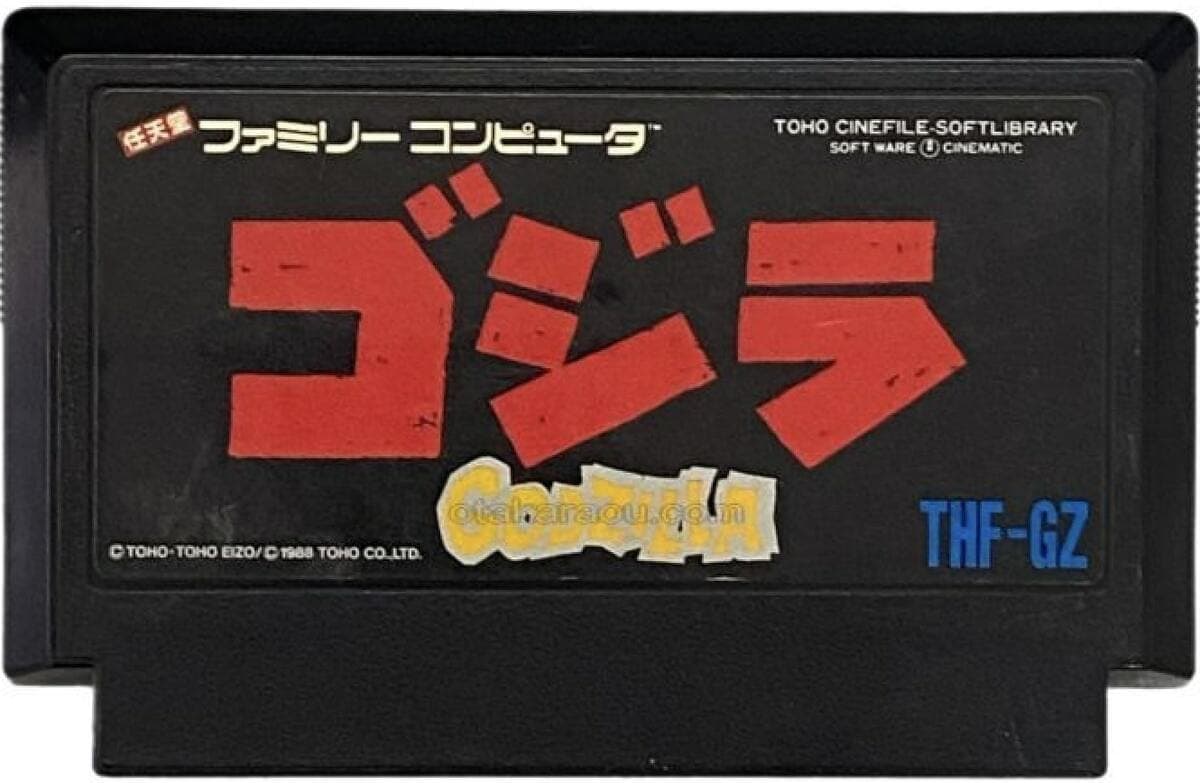 任天堂 ファミリー コンピュータ™
TOHO CINEFILE-SOFTLIBRARY
SOFT WARE CINEMATIC
ゴジラ
GODZILLA
otakaraou.com
©TOHO・TOHO EIZO/©1988 TOHO CO.,LTD.
THF-GZ